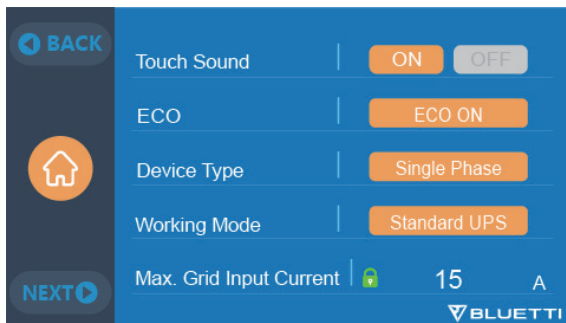 BACK
Touch Sound ON OFF
ECO ECO ON
Device Type Single Phase
Working Mode Standard UPS
Max. Grid Input Current 15 A
NEXT
BLUETTI